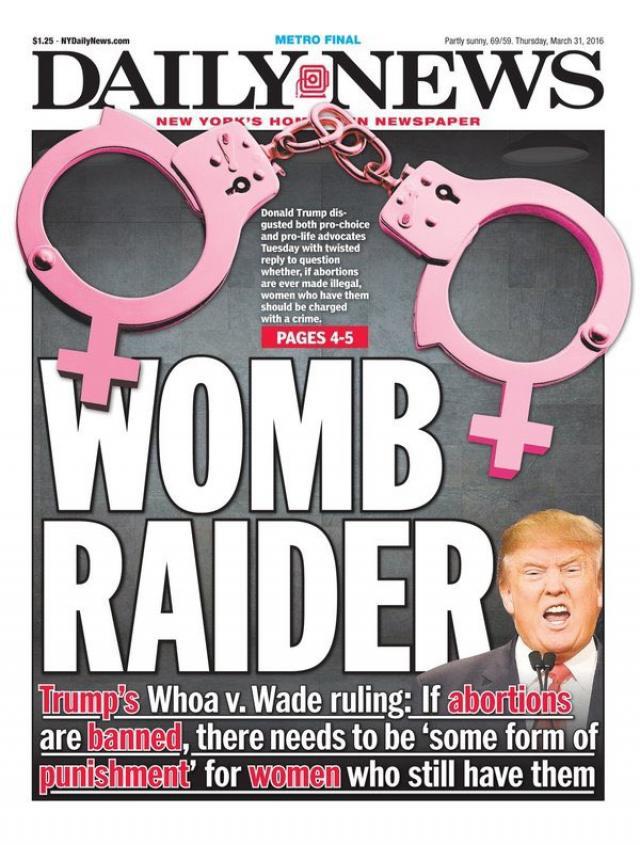 $1.25 - NYDailyNews.com METRO FINAL Partly sunny, 69/59. Thursday, March 31, 2016
DAILY NEWS
NEW YORK'S NEWSPAPER
Donald Trump dis-
gusted both pro-choice
and pro-life advocates
Tuesday with twisted
reply to question
whether, if abortions
are ever made illegal,
women who have them
should be charged
with a crime.
PAGES 4-5
WOMB
RAIDER
Trump's Whoa v. Wade ruling: If abortions
are banned, there needs to be 'some form of
punishment' for women who still have them